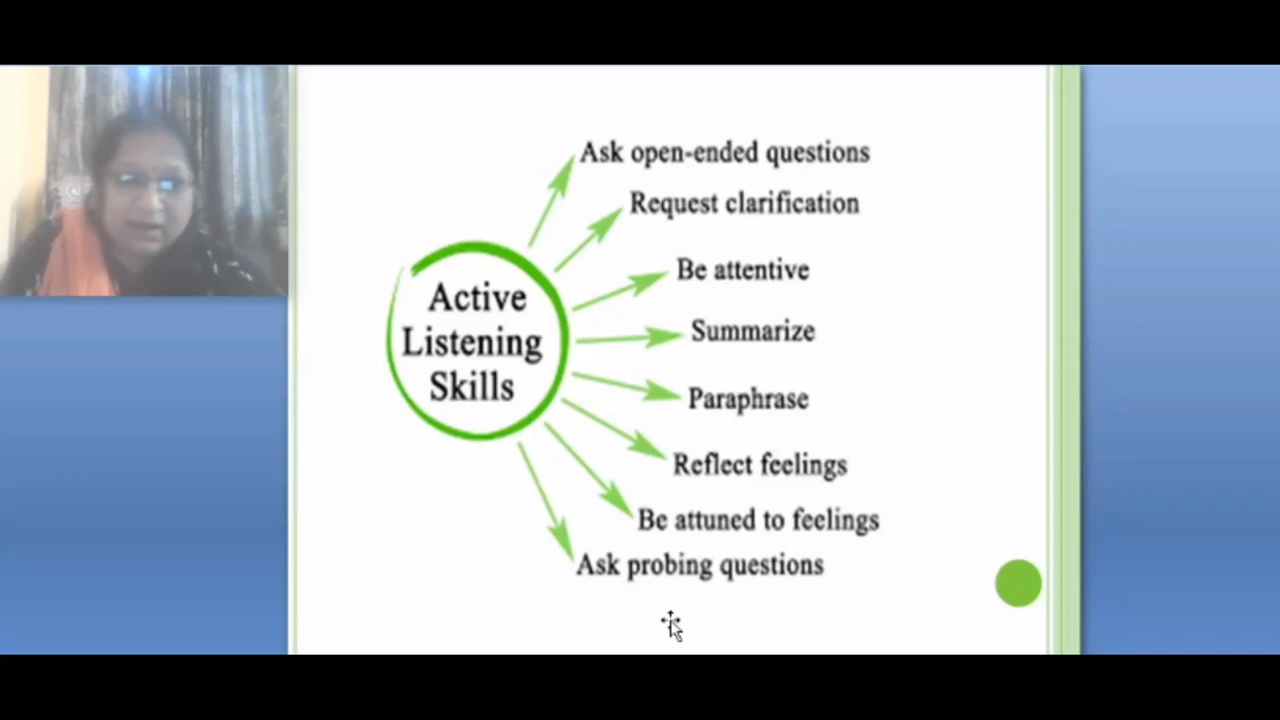 Ask open-ended questions
Request clarification
Be attentive
Active
Listening
Skills
Summarize
Paraphrase
Reflect feelings
Be attuned to feelings
Ask probing questions